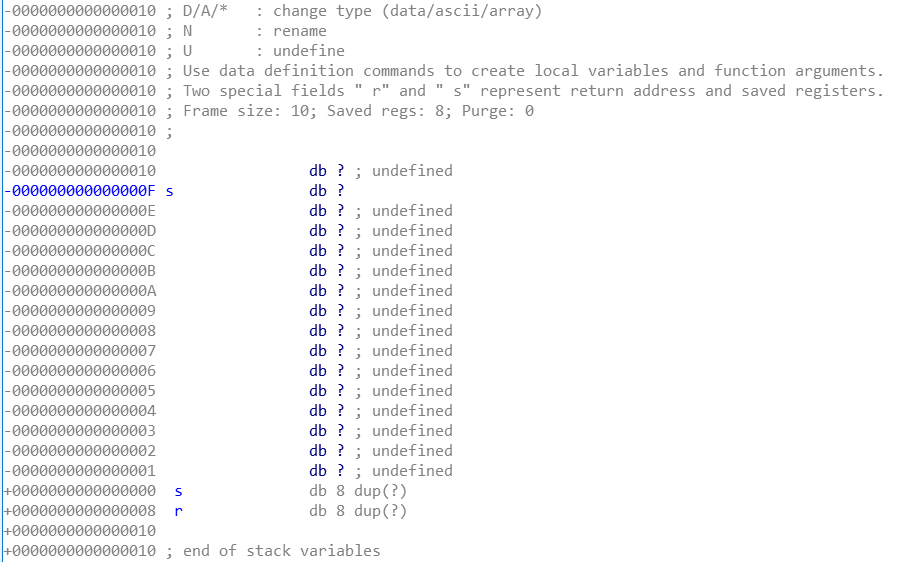 -0000000000000010 ; D/A/*   : change type (data/ascii/array)
-0000000000000010 ; N       : rename
-0000000000000010 ; U       : undefine
-0000000000000010 ; Use data definition commands to create local variables and function arguments.
-0000000000000010 ; Two special fields " r" and " s" represent return address and saved registers.
-0000000000000010 ; Frame size: 10; Saved regs: 8; Purge: 0
-0000000000000010 ;
-0000000000000010
-0000000000000010                 db ? ; undefined
-000000000000000F s               db ?
-000000000000000E                 db ? ; undefined
-000000000000000D                 db ? ; undefined
-000000000000000C                 db ? ; undefined
-000000000000000B                 db ? ; undefined
-000000000000000A                 db ? ; undefined
-0000000000000009                 db ? ; undefined
-0000000000000008                 db ? ; undefined
-0000000000000007                 db ? ; undefined
-0000000000000006                 db ? ; undefined
-0000000000000005                 db ? ; undefined
-0000000000000004                 db ? ; undefined
-0000000000000003                 db ? ; undefined
-0000000000000002                 db ? ; undefined
-0000000000000001                 db ? ; undefined
+0000000000000000  s              db 8 dup(?)
+0000000000000008  r              db 8 dup(?)
+0000000000000010
+0000000000000010 ; end of stack variables